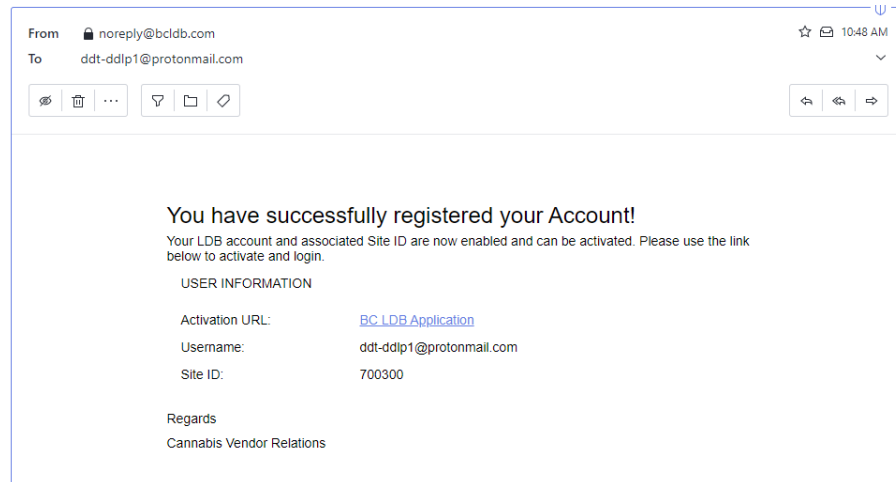 From noreply@bcldb.com 10:48 AM
To ddt-ddlp1@protonmail.com
You have successfully registered your Account!
Your LDB account and associated Site ID are now enabled and can be activated. Please use the link
below to activate and login.
USER INFORMATION
Activation URL: BC LDB Application
Username: ddt-ddlp1@protonmail.com
Site ID: 700300
Regards
Cannabis Vendor Relations